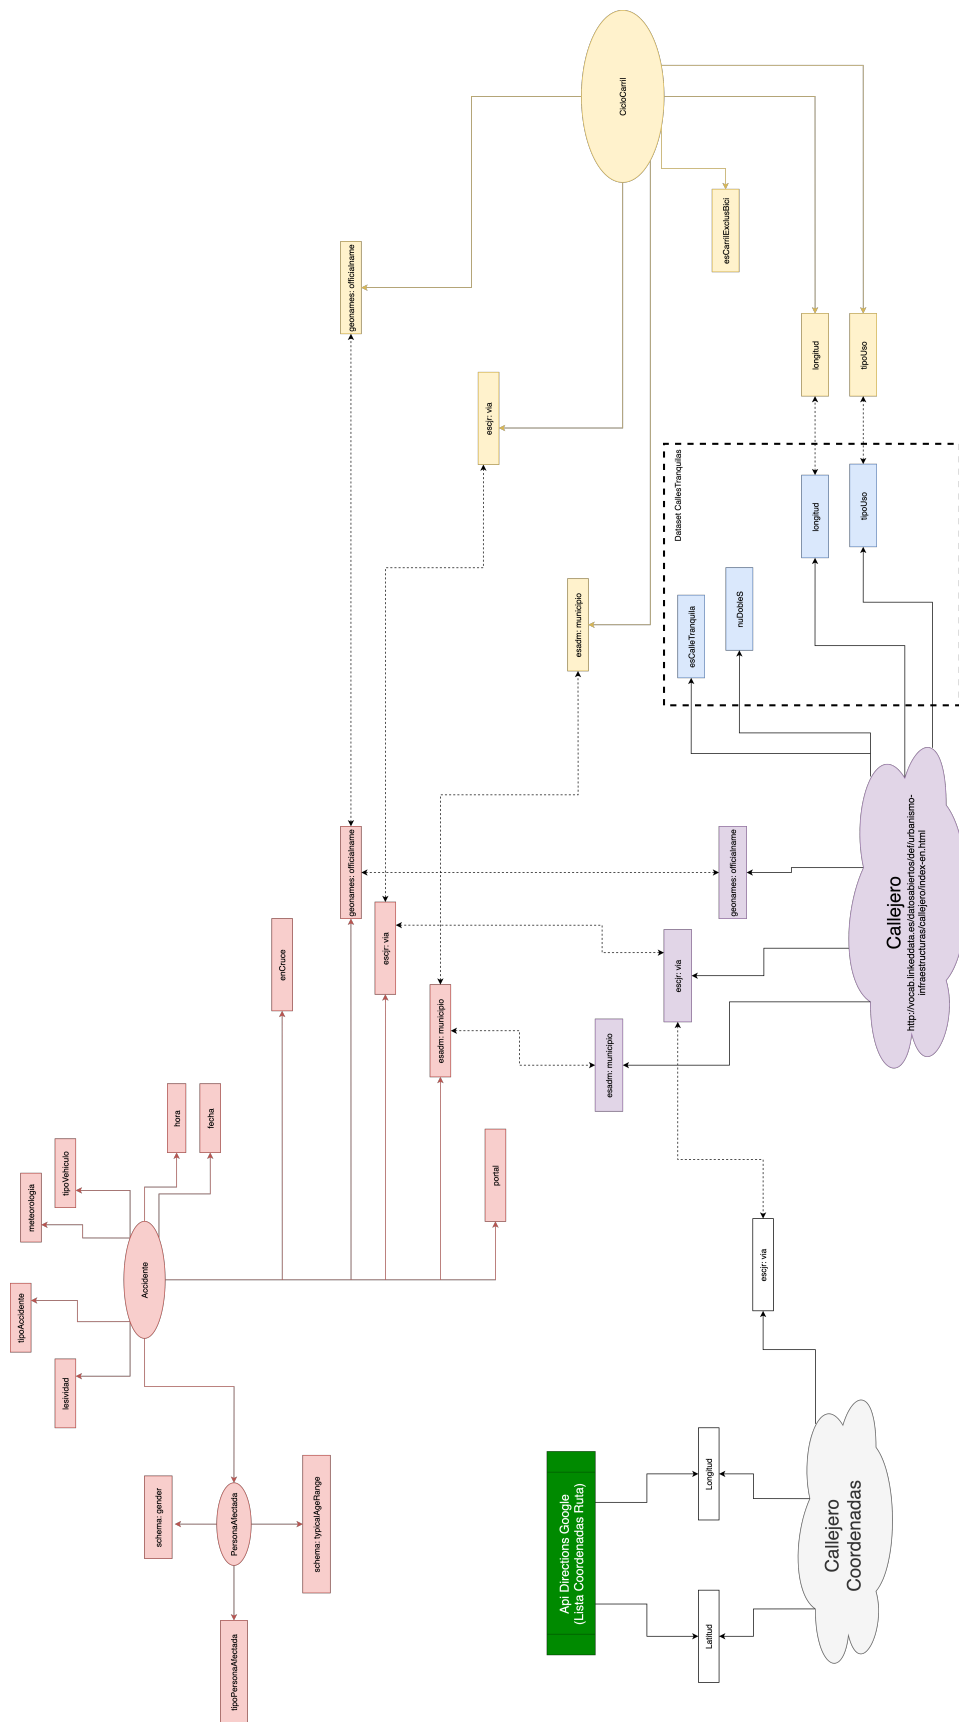 tipoPersonaAfectada
schema: gender
PersonaAfectada
schema: typicalAgeRange
lesividad
tipoAccidente
meteorologia
tipoVehiculo
Accidente
hora
fecha
enCruce
geonames: officialname
escjr: via
esadm: municipio
portal
geonames: officialname
escjr: via
esadm: municipio
CicloCarril
esCarrilExclusBici
longitud
tipoUso
Dataset CallesTranquilas
esCalleTranquila
nuDobleS
longitud
tipoUso
esadm: municipio
escjr: via
geonames: officialname
Callejero
http://vocab.linkeddata.es/datosabiertos/def/urbanismo-
infraestructuras/callejero/index-en.html
Api Directions Google
(Lista Coordenadas Ruta)
Latitud
Longitud
escjr: via
Callejero
Coordenadas